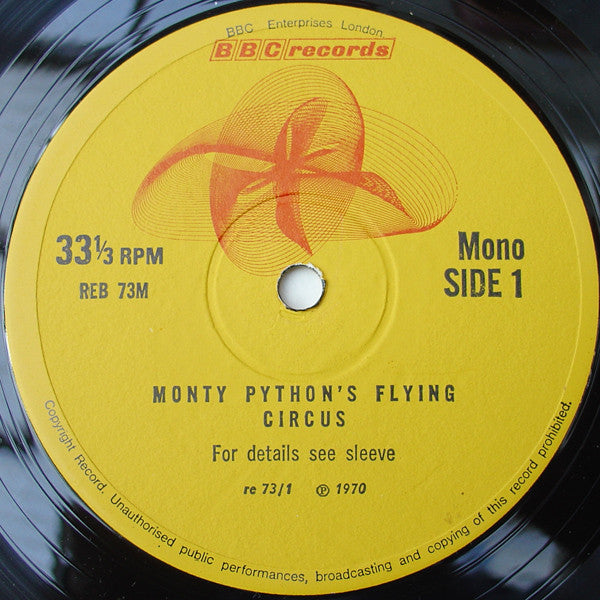 BBC Enterprises London.
BBC records
33⅓ RPM
REB 73M
Mono
SIDE 1
MONTY PYTHON'S FLYING
CIRCUS
For details see sleeve
re 73/1 ℗ 1970
Copyright Record. Unauthorised public performances, broadcasting and copying of this record prohibited.